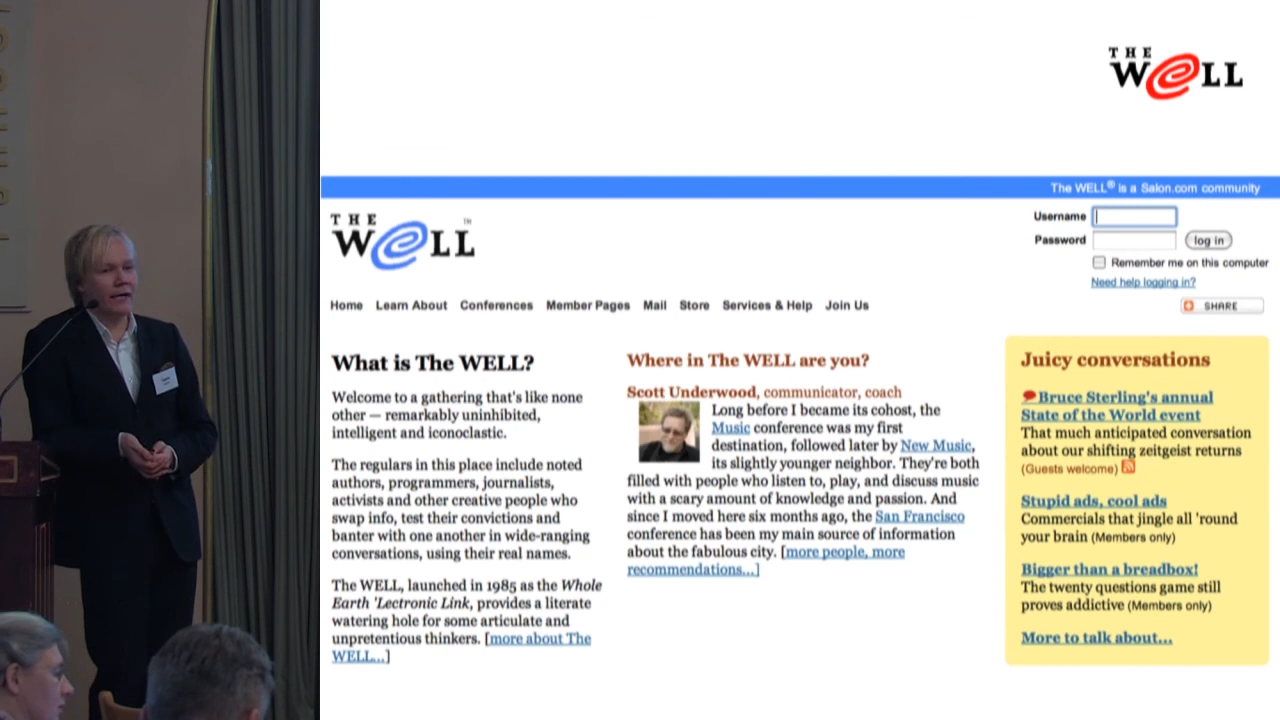 THE
WELL
The WELL® is a Salon.com community
THE
WELL™
Username
Password
log in
Remember me on this computer
Need help logging in?
Home Learn About Conferences Member Pages Mail Store Services & Help Join Us
SHARE
What is The WELL?
Welcome to a gathering that's like none
other — remarkably uninhibited,
intelligent and iconoclastic.
The regulars in this place include noted
authors, programmers, journalists,
activists and other creative people who
swap info, test their convictions and
banter with one another in wide-ranging
conversations, using their real names.
The WELL, launched in 1985 as the Whole
Earth 'Lectronic Link, provides a literate
watering hole for some articulate and
unpretentious thinkers. [more about The
WELL...]
Where in The WELL are you?
Scott Underwood, communicator, coach
Long before I became its cohost, the
Music conference was my first
destination, followed later by New Music,
its slightly younger neighbor. They're both
filled with people who listen to, play, and discuss music
with a scary amount of knowledge and passion. And
since I moved here six months ago, the San Francisco
conference has been my main source of information
about the fabulous city. [more people, more
recommendations...]
Juicy conversations
Bruce Sterling's annual
State of the World event
That much anticipated conversation
about our shifting zeitgeist returns
(Guests welcome)
Stupid ads, cool ads
Commercials that jingle all 'round
your brain (Members only)
Bigger than a breadbox!
The twenty questions game still
proves addictive (Members only)
More to talk about...